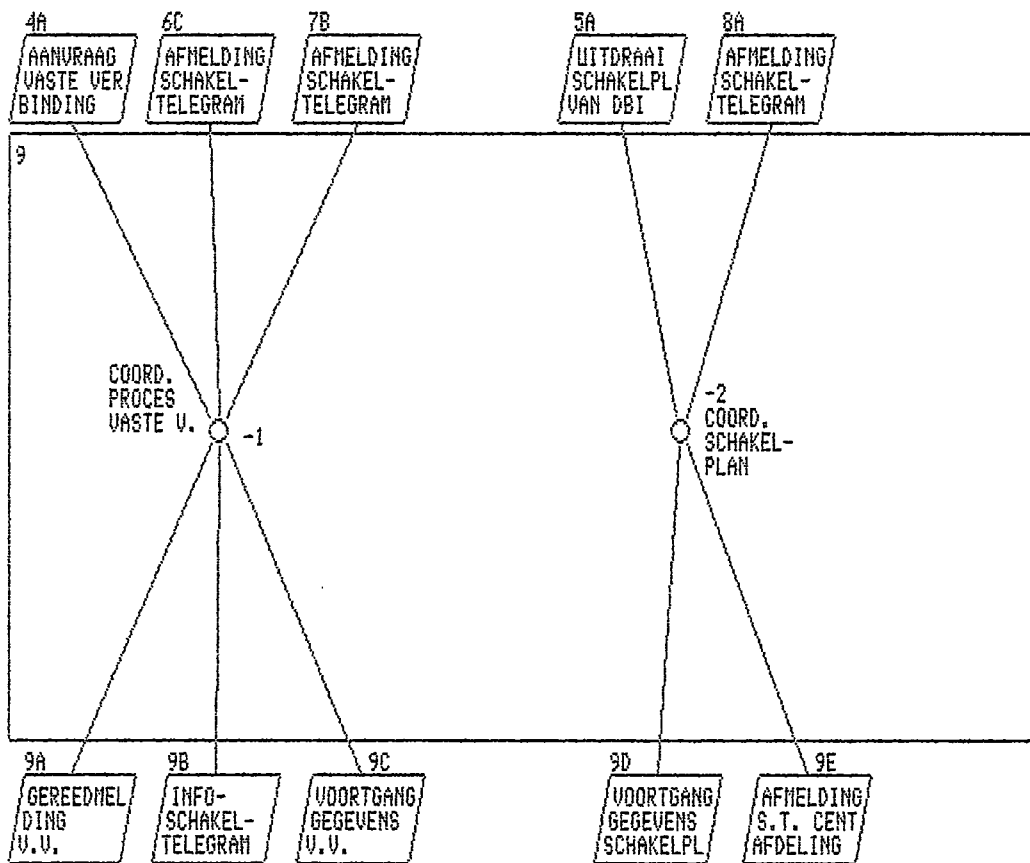 4A
6C
7B
5A
8A
AANVRAAG
VASTE VER
BINDING
AFMELDING
SCHAKEL-
TELEGRAM
AFMELDING
SCHAKEL-
TELEGRAM
UITDRAAI
SCHAKELPL
VAN DBI
AFMELDING
SCHAKEL-
TELEGRAM
9
COORD.
PROCES
VASTE V.
-1
-2
COORD.
SCHAKEL-
PLAN
9A
9B
9C
9D
9E
GEREEDMEL
DING
V.V.
INFO-
SCHAKEL-
TELEGRAM
VOORTGANG
GEGEVENS
V.V.
VOORTGANG
GEGEVENS
SCHAKELPL
AFMELDING
S.T. CENT
AFDELING